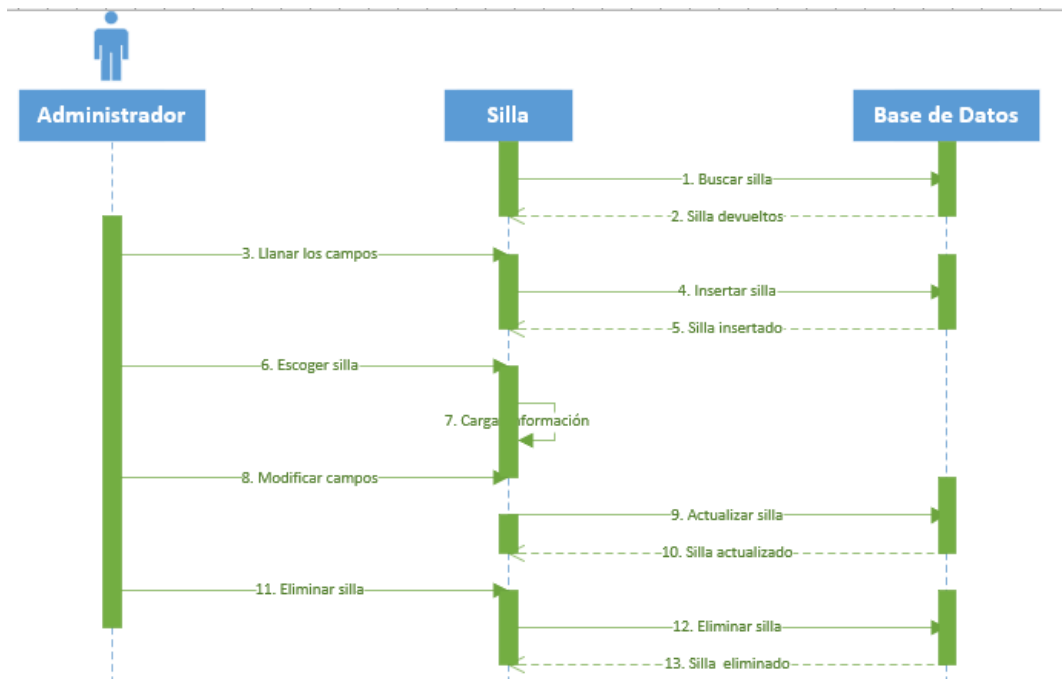 Administrador
Silla
Base de Datos
1. Buscar silla
2. Silla devueltos
3. Llanar los campos
4. Insertar silla
5. Silla insertado
6. Escoger silla
7. Cargar información
8. Modificar campos
9. Actualizar silla
10. Silla actualizado
11. Eliminar silla
12. Eliminar silla
13. Silla eliminado